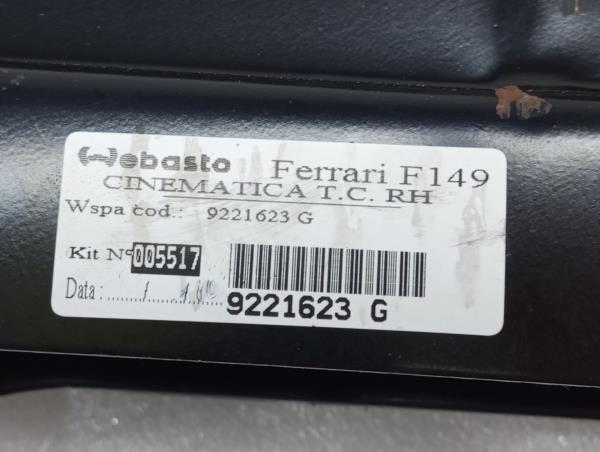 Webasto Ferrari F149
CINEMATICA T.C. RH
Wspa cod.: 9221623 G
Kit N° 005517
Data :
9221623 G